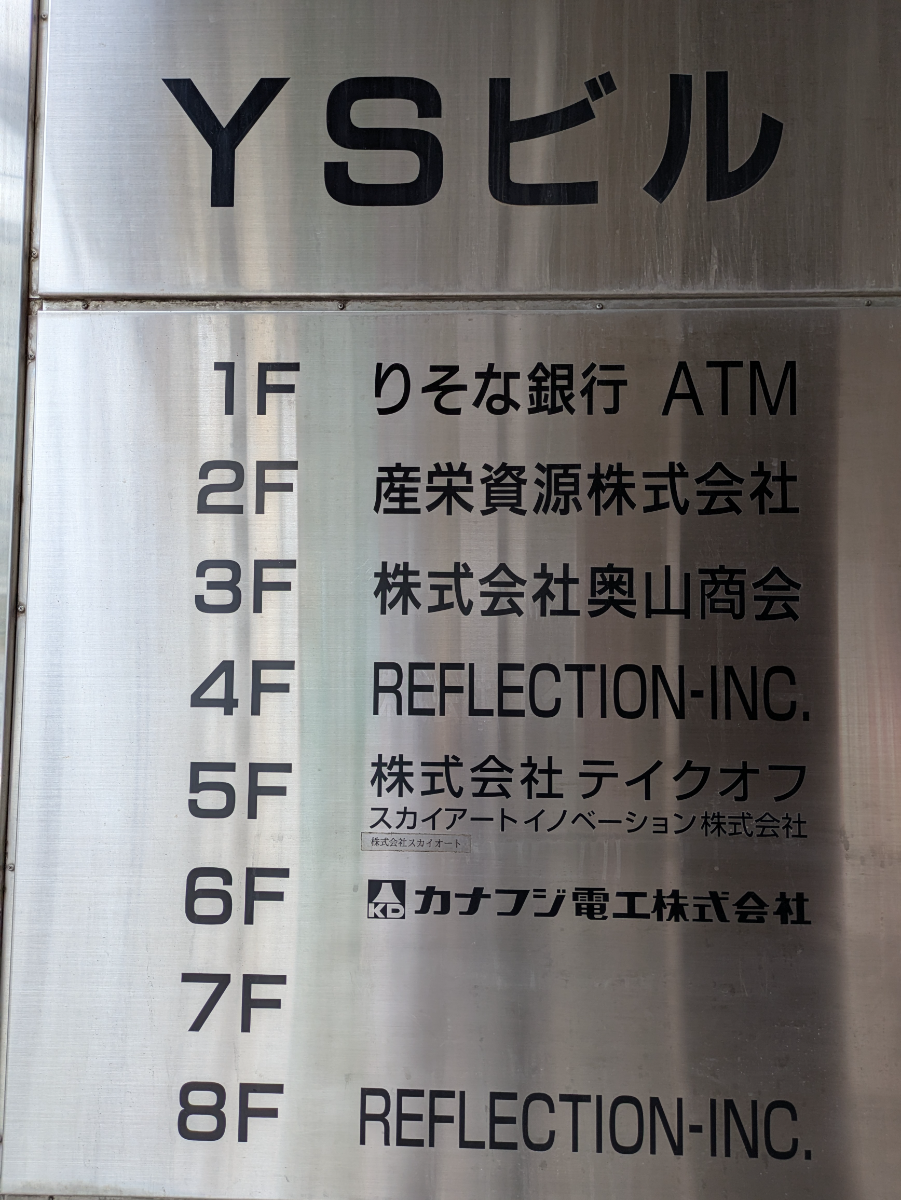 YSビル
1F りそな銀行 ATM
2F 産栄資源株式会社
3F 株式会社奥山商会
4F REFLECTION-INC.
5F 株式会社 テイクオフ
スカイアートイノベーション株式会社
株式会社スカイオート
6F KD カナフジ電工株式会社
7F
8F REFLECTION-INC.